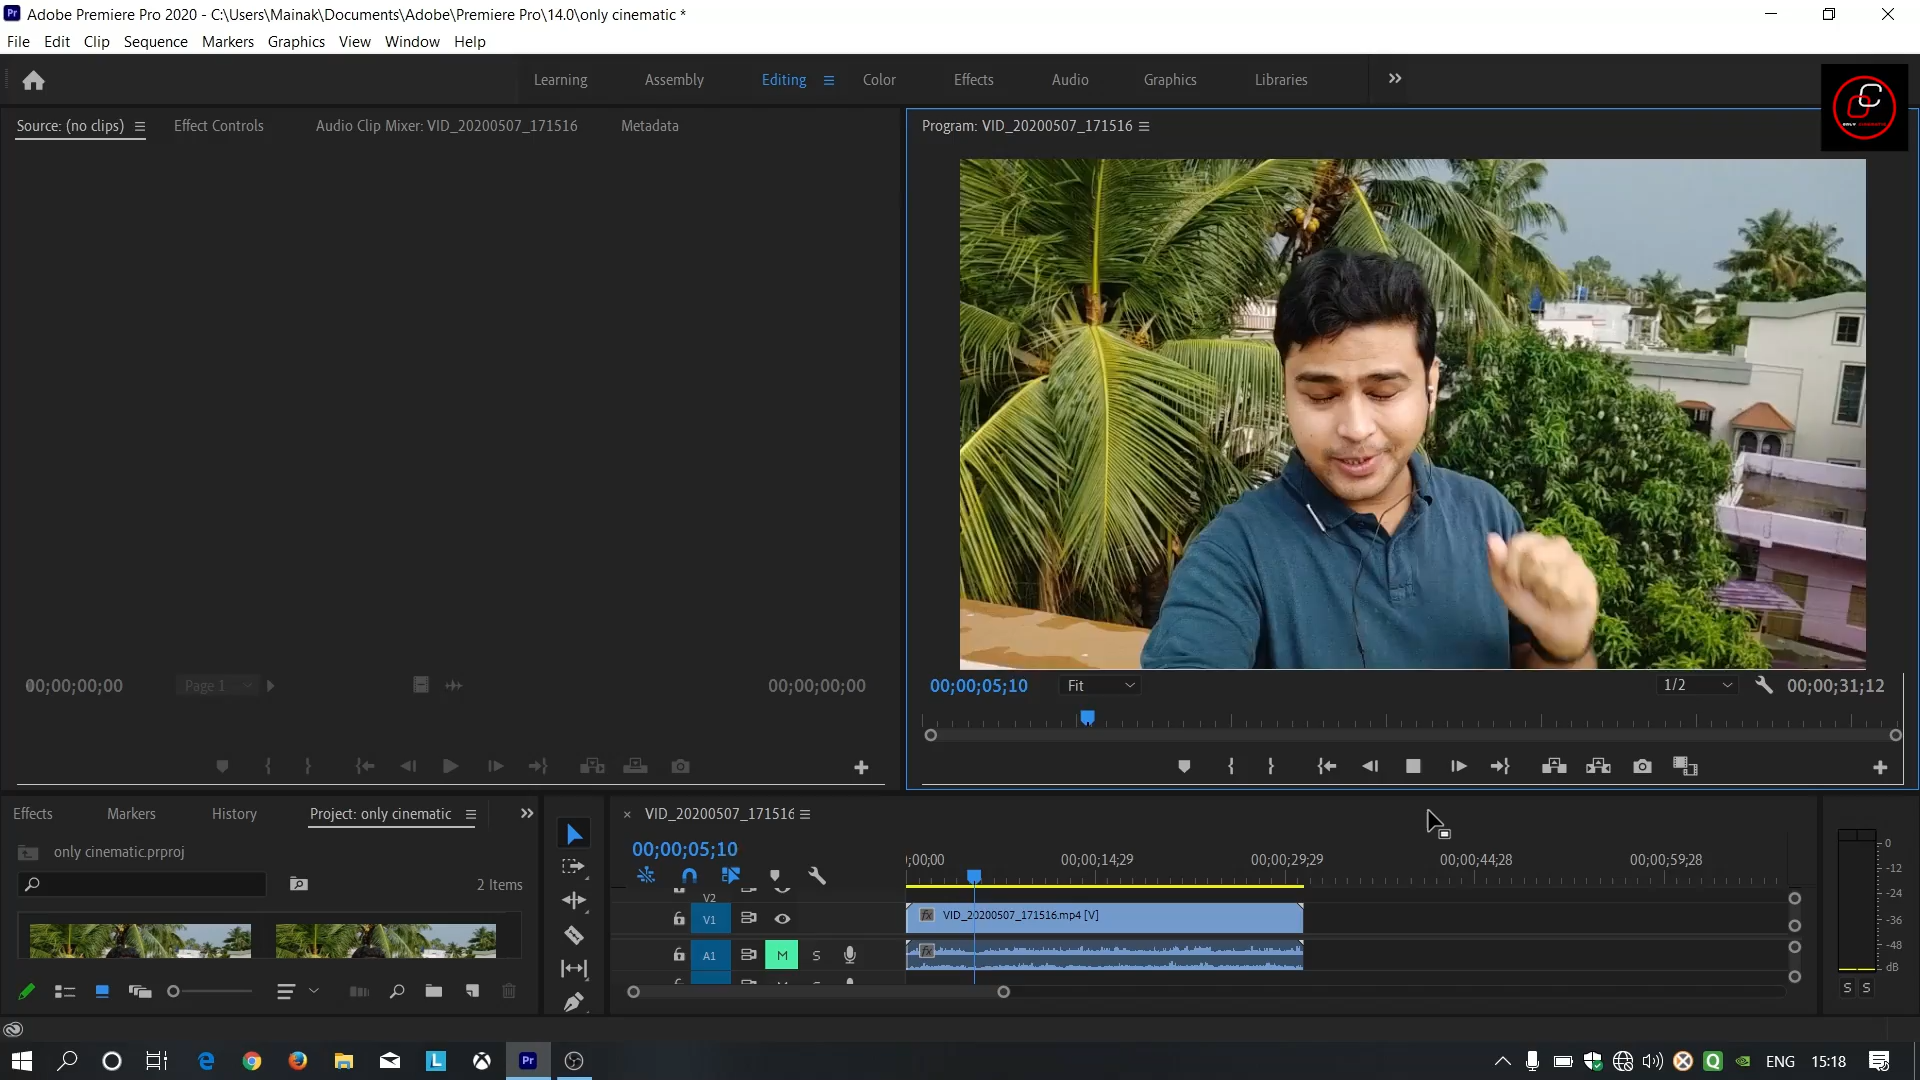 Pr Adobe Premiere Pro 2020 - C:\Users\Mainak\Documents\Adobe\Premiere Pro\14.0\only cinematic *
File Edit Clip Sequence Markers Graphics View Window Help
Learning Assembly Editing Color Effects Audio Graphics Libraries
Source: (no clips) Effect Controls Audio Clip Mixer: VID_20200507_171516 Metadata
Program: VID_20200507_171516
00;00;00;00 Page 1 00;00;00;00
00;00;05;10 Fit 1/2 00;00;31;12
Effects Markers History Project: only cinematic
only cinematic.prproj
2 Items
× VID_20200507_171516
00;00;05;10
;00;00 00;00;14;29 00;00;29;29 00;00;44;28 00;00;59;28
V2
V1 fx VID_20200507_171516.mp4 [V]
A1 M S fx
0
-12
-24
-36
-48
dB
S S
L Pr Q ENG 15:18